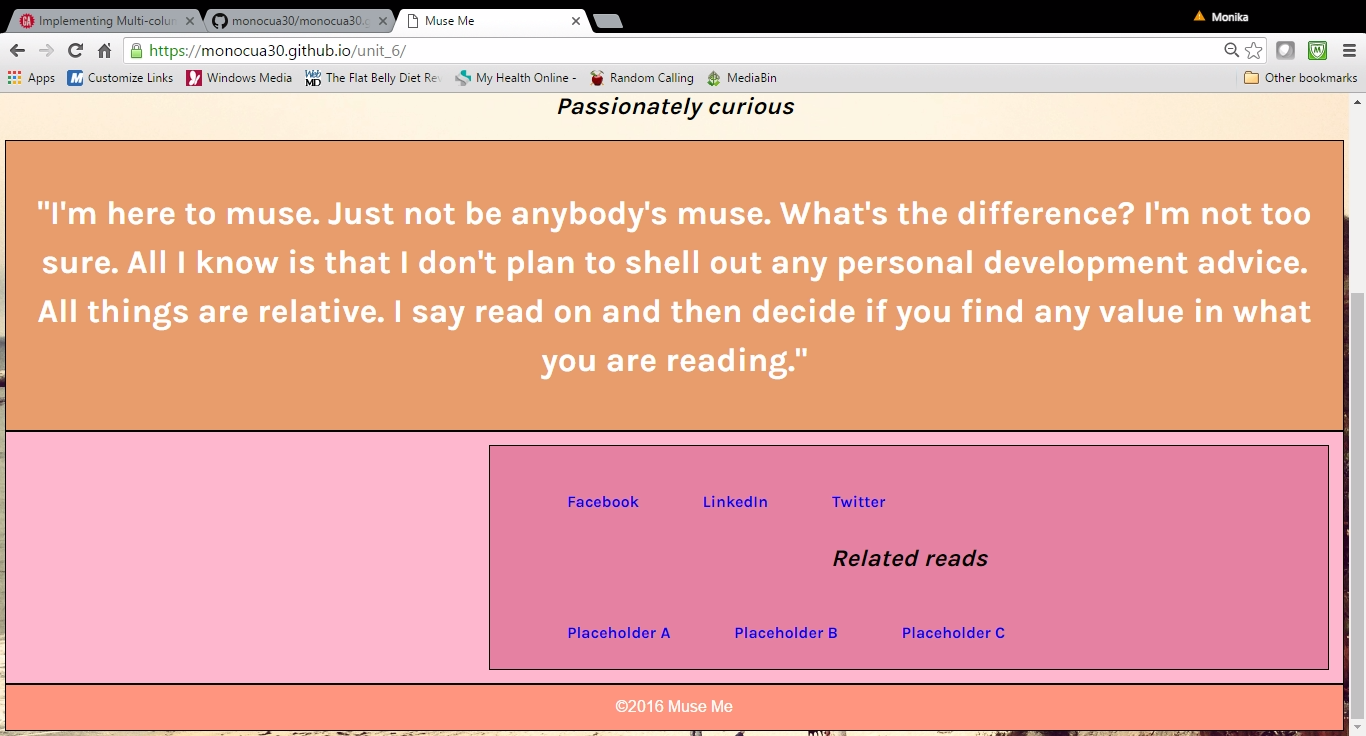 Implementing Multi-colu
monocua30/monocua30.g
Muse Me
Monika
https://monocua30.github.io/unit_6/
Apps
Customize Links
Windows Media
The Flat Belly Diet Rev
My Health Online -
Random Calling
MediaBin
Other bookmarks
Passionately curious
"I'm here to muse. Just not be anybody's muse. What's the difference? I'm not too
sure. All I know is that I don't plan to shell out any personal development advice.
All things are relative. I say read on and then decide if you find any value in what
you are reading."
Facebook LinkedIn Twitter
Related reads
Placeholder A Placeholder B Placeholder C
©2016 Muse Me